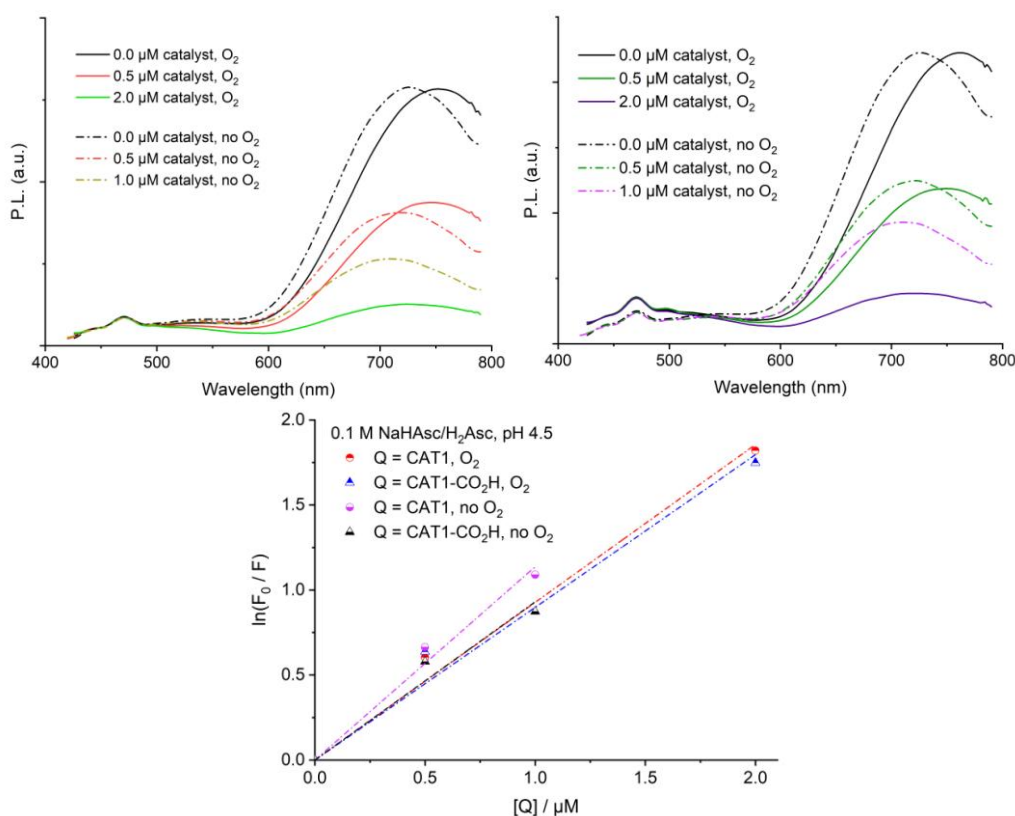 0.0 µM catalyst, O2
0.5 µM catalyst, O2
2.0 µM catalyst, O2
0.0 µM catalyst, no O2
0.5 µM catalyst, no O2
1.0 µM catalyst, no O2
P.L. (a.u.)
400 500 600 700 800
Wavelength (nm)
0.0 µM catalyst, O2
0.5 µM catalyst, O2
2.0 µM catalyst, O2
0.0 µM catalyst, no O2
0.5 µM catalyst, no O2
1.0 µM catalyst, no O2
P.L. (a.u.)
400 500 600 700 800
Wavelength (nm)
2.0
1.5
1.0
0.5
0.0
ln(F0 / F)
0.1 M NaHAsc/H2Asc, pH 4.5
Q = CAT1, O2
Q = CAT1-CO2H, O2
Q = CAT1, no O2
Q = CAT1-CO2H, no O2
0.0 0.5 1.0 1.5 2.0
[Q] / µM